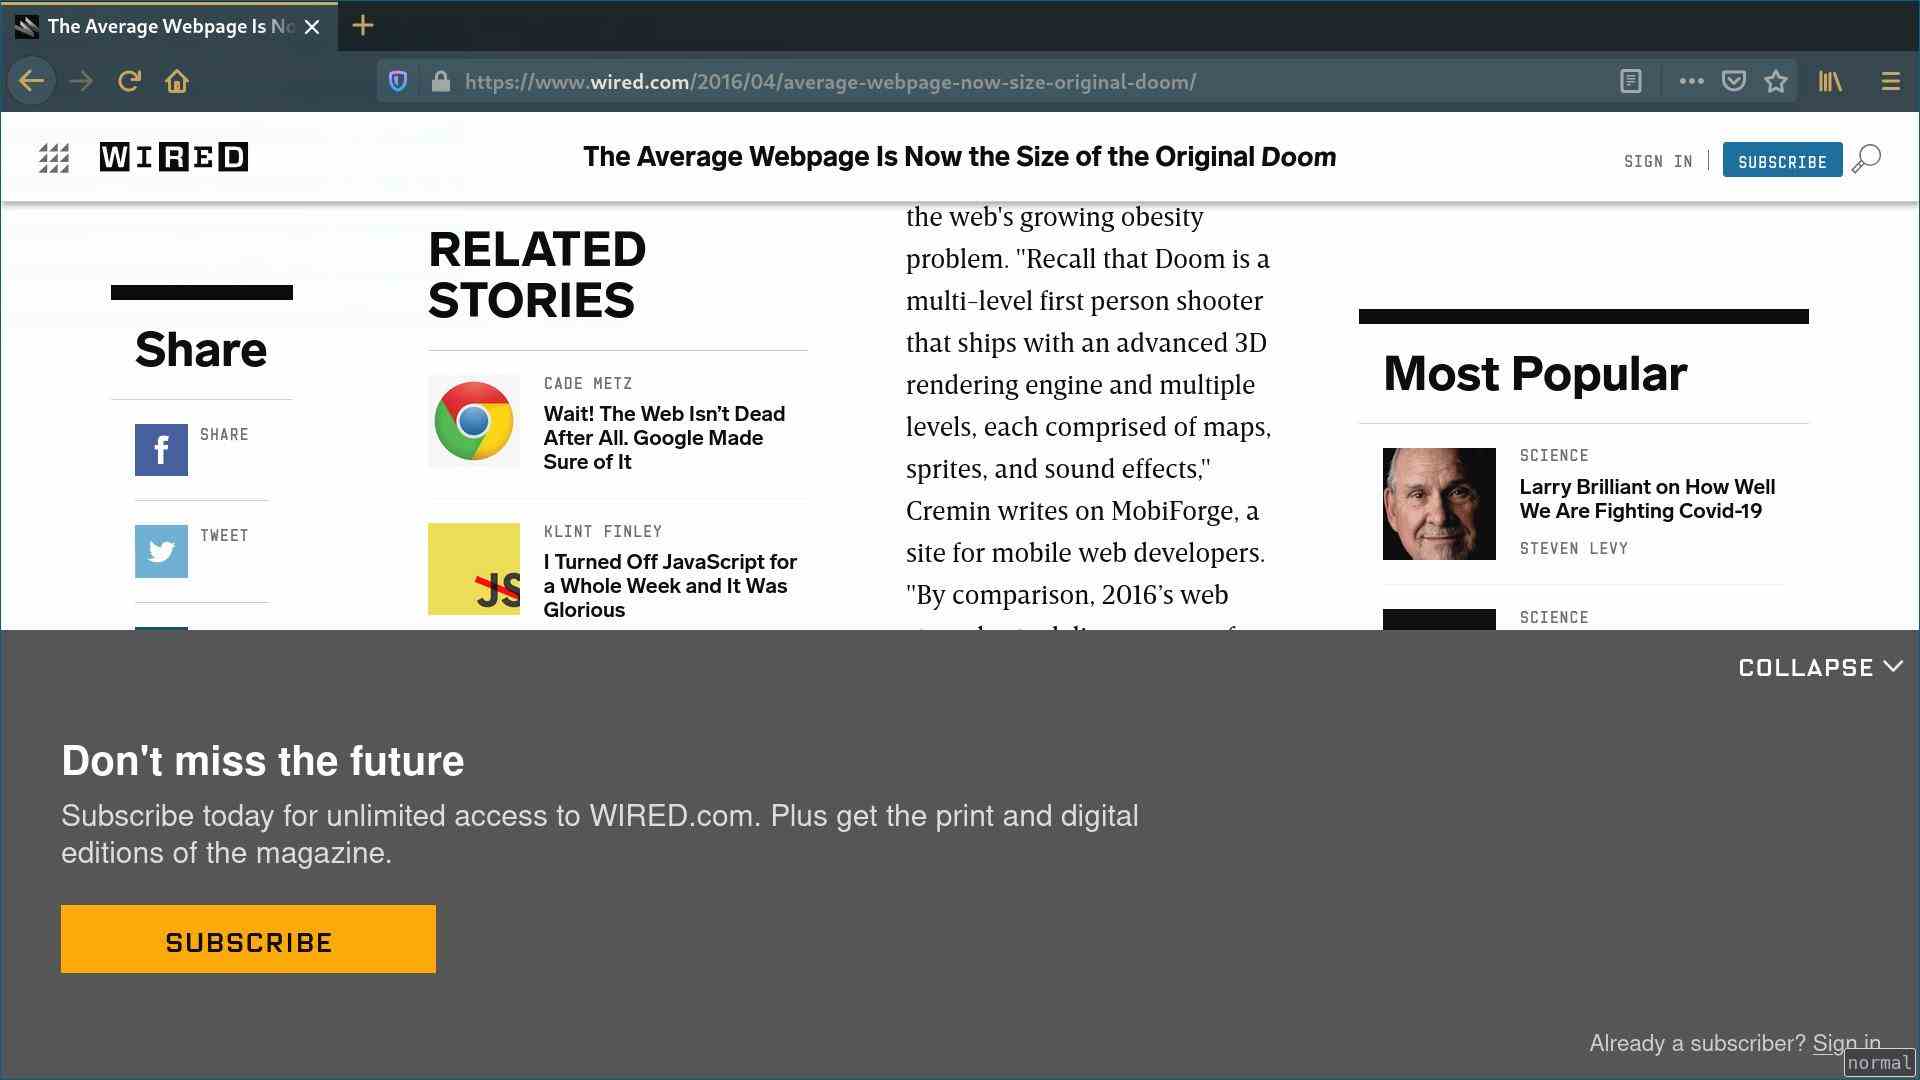 The Average Webpage Is No
https://www.wired.com/2016/04/average-webpage-now-size-original-doom/
WIRED
The Average Webpage Is Now the Size of the Original Doom
SIGN IN
SUBSCRIBE
Share
SHARE
TWEET
RELATED
STORIES
CADE METZ
Wait! The Web Isn’t Dead
After All. Google Made
Sure of It
JS
KLINT FINLEY
I Turned Off JavaScript for
a Whole Week and It Was
Glorious
the web's growing obesity
problem. "Recall that Doom is a
multi-level first person shooter
that ships with an advanced 3D
rendering engine and multiple
levels, each comprised of maps,
sprites, and sound effects,"
Cremin writes on MobiForge, a
site for mobile web developers.
"By comparison, 2016’s web
Most Popular
SCIENCE
Larry Brilliant on How Well
We Are Fighting Covid-19
STEVEN LEVY
SCIENCE
COLLAPSE
Don't miss the future
Subscribe today for unlimited access to WIRED.com. Plus get the print and digital
editions of the magazine.
SUBSCRIBE
Already a subscriber? Sign in
normal